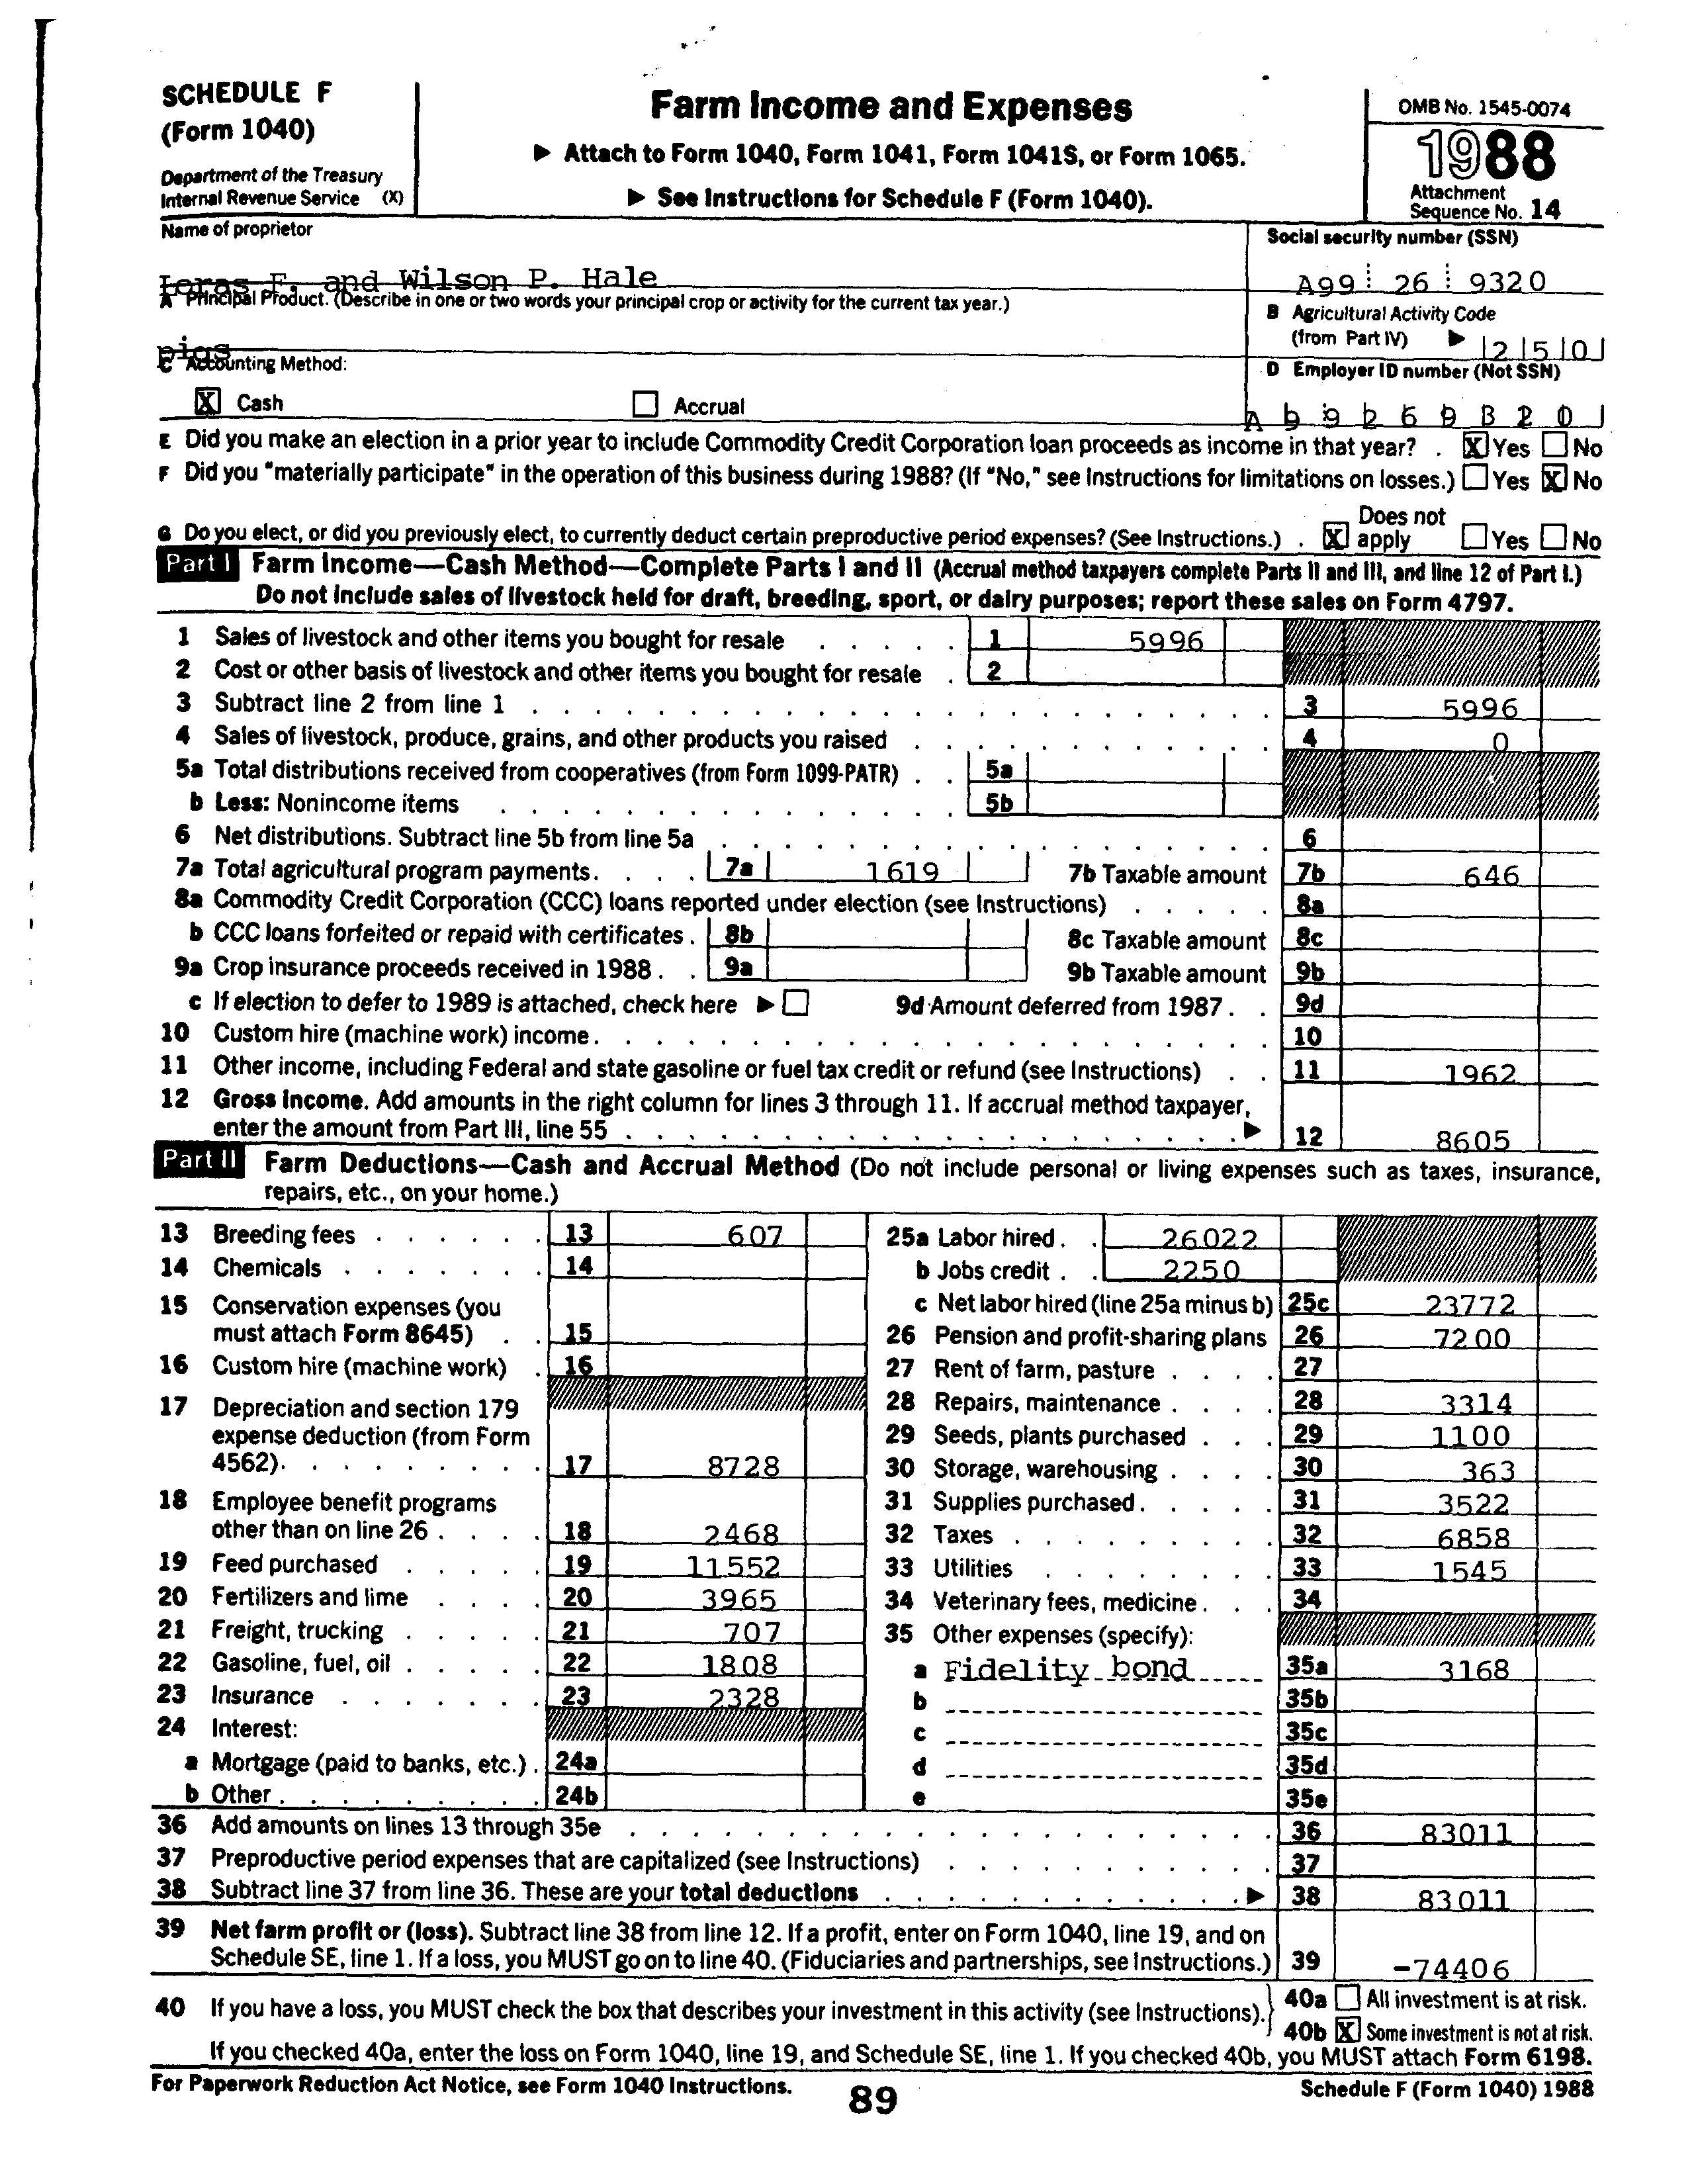 SCHEDULE F
(Form 1040)
Department of the Treasury
Internal Revenue Service (X)
Farm Income and Expenses
▶ Attach to Form 1040, Form 1041, Form 1041S, or Form 1065.
▶ See Instructions for Schedule F (Form 1040).
OMB No. 1545-0074
1988
Attachment
Sequence No. 14
Name of proprietor
F. and Wilson P. Hale
Social security number (SSN)
A99 26 9320
A Principal Product. (Describe in one or two words your principal crop or activity for the current tax year.)
pigs
B Agricultural Activity Code
(from Part IV) ▶ 2 5 0
C Accounting Method:
X Cash Accrual
D Employer ID number (Not SSN)
E Did you make an election in a prior year to include Commodity Credit Corporation loan proceeds as income in that year? . X Yes No
F Did you "materially participate" in the operation of this business during 1988? (If "No," see Instructions for limitations on losses.) Yes X No
G Do you elect, or did you previously elect, to currently deduct certain preproductive period expenses? (See Instructions.) . X Does not apply Yes No
Part I Farm Income—Cash Method—Complete Parts I and II (Accrual method taxpayers complete Parts II and III, and line 12 of Part I.)
Do not include sales of livestock held for draft, breeding, sport, or dairy purposes; report these sales on Form 4797.
1 Sales of livestock and other items you bought for resale 1 5996
2 Cost or other basis of livestock and other items you bought for resale 2
3 Subtract line 2 from line 1 3 5996
4 Sales of livestock, produce, grains, and other products you raised 4 0
5a Total distributions received from cooperatives (from Form 1099-PATR) 5a
b Less: Nonincome items 5b
6 Net distributions. Subtract line 5b from line 5a 6
7a Total agricultural program payments. 7a 1619 7b Taxable amount 7b 646
8a Commodity Credit Corporation (CCC) loans reported under election (see Instructions) 8a
b CCC loans forfeited or repaid with certificates. 8b 8c Taxable amount 8c
9a Crop insurance proceeds received in 1988. 9a 9b Taxable amount 9b
c If election to defer to 1989 is attached, check here ▶ 9d Amount deferred from 1987. 9d
10 Custom hire (machine work) income. 10
11 Other income, including Federal and state gasoline or fuel tax credit or refund (see Instructions) 11 1962
12 Gross income. Add amounts in the right column for lines 3 through 11. If accrual method taxpayer,
enter the amount from Part III, line 55 ▶ 12 8605
Part II Farm Deductions—Cash and Accrual Method (Do not include personal or living expenses such as taxes, insurance,
repairs, etc., on your home.)
13 Breeding fees 13 607
14 Chemicals 14
15 Conservation expenses (you
must attach Form 8645) 15
16 Custom hire (machine work) 16
17 Depreciation and section 179
expense deduction (from Form
4562). 17 8728
18 Employee benefit programs
other than on line 26 18 2468
19 Feed purchased 19 11552
20 Fertilizers and lime 20 3965
21 Freight, trucking 21 707
22 Gasoline, fuel, oil 22 1808
23 Insurance 23 2328
24 Interest:
a Mortgage (paid to banks, etc.) 24a
b Other 24b
25a Labor hired 26022
b Jobs credit 2250
c Net labor hired (line 25a minus b) 25c 23772
26 Pension and profit-sharing plans 26 7200
27 Rent of farm, pasture 27
28 Repairs, maintenance 28 3314
29 Seeds, plants purchased 29 1100
30 Storage, warehousing 30 363
31 Supplies purchased 31 3522
32 Taxes 32 6858
33 Utilities 33 1545
34 Veterinary fees, medicine 34
35 Other expenses (specify):
a Fidelity bond 35a 3168
b 35b
c 35c
d 35d
e 35e
36 Add amounts on lines 13 through 35e 36 83011
37 Preproductive period expenses that are capitalized (see Instructions) 37
38 Subtract line 37 from line 36. These are your total deductions ▶ 38 83011
39 Net farm profit or (loss). Subtract line 38 from line 12. If a profit, enter on Form 1040, line 19, and on
Schedule SE, line 1. If a loss, you MUST go on to line 40. (Fiduciaries and partnerships, see Instructions.) 39 -74406
40 If you have a loss, you MUST check the box that describes your investment in this activity (see Instructions).
40a All investment is at risk.
40b X Some investment is not at risk.
If you checked 40a, enter the loss on Form 1040, line 19, and Schedule SE, line 1. If you checked 40b, you MUST attach Form 6198.
For Paperwork Reduction Act Notice, see Form 1040 Instructions.
89
Schedule F (Form 1040) 1988